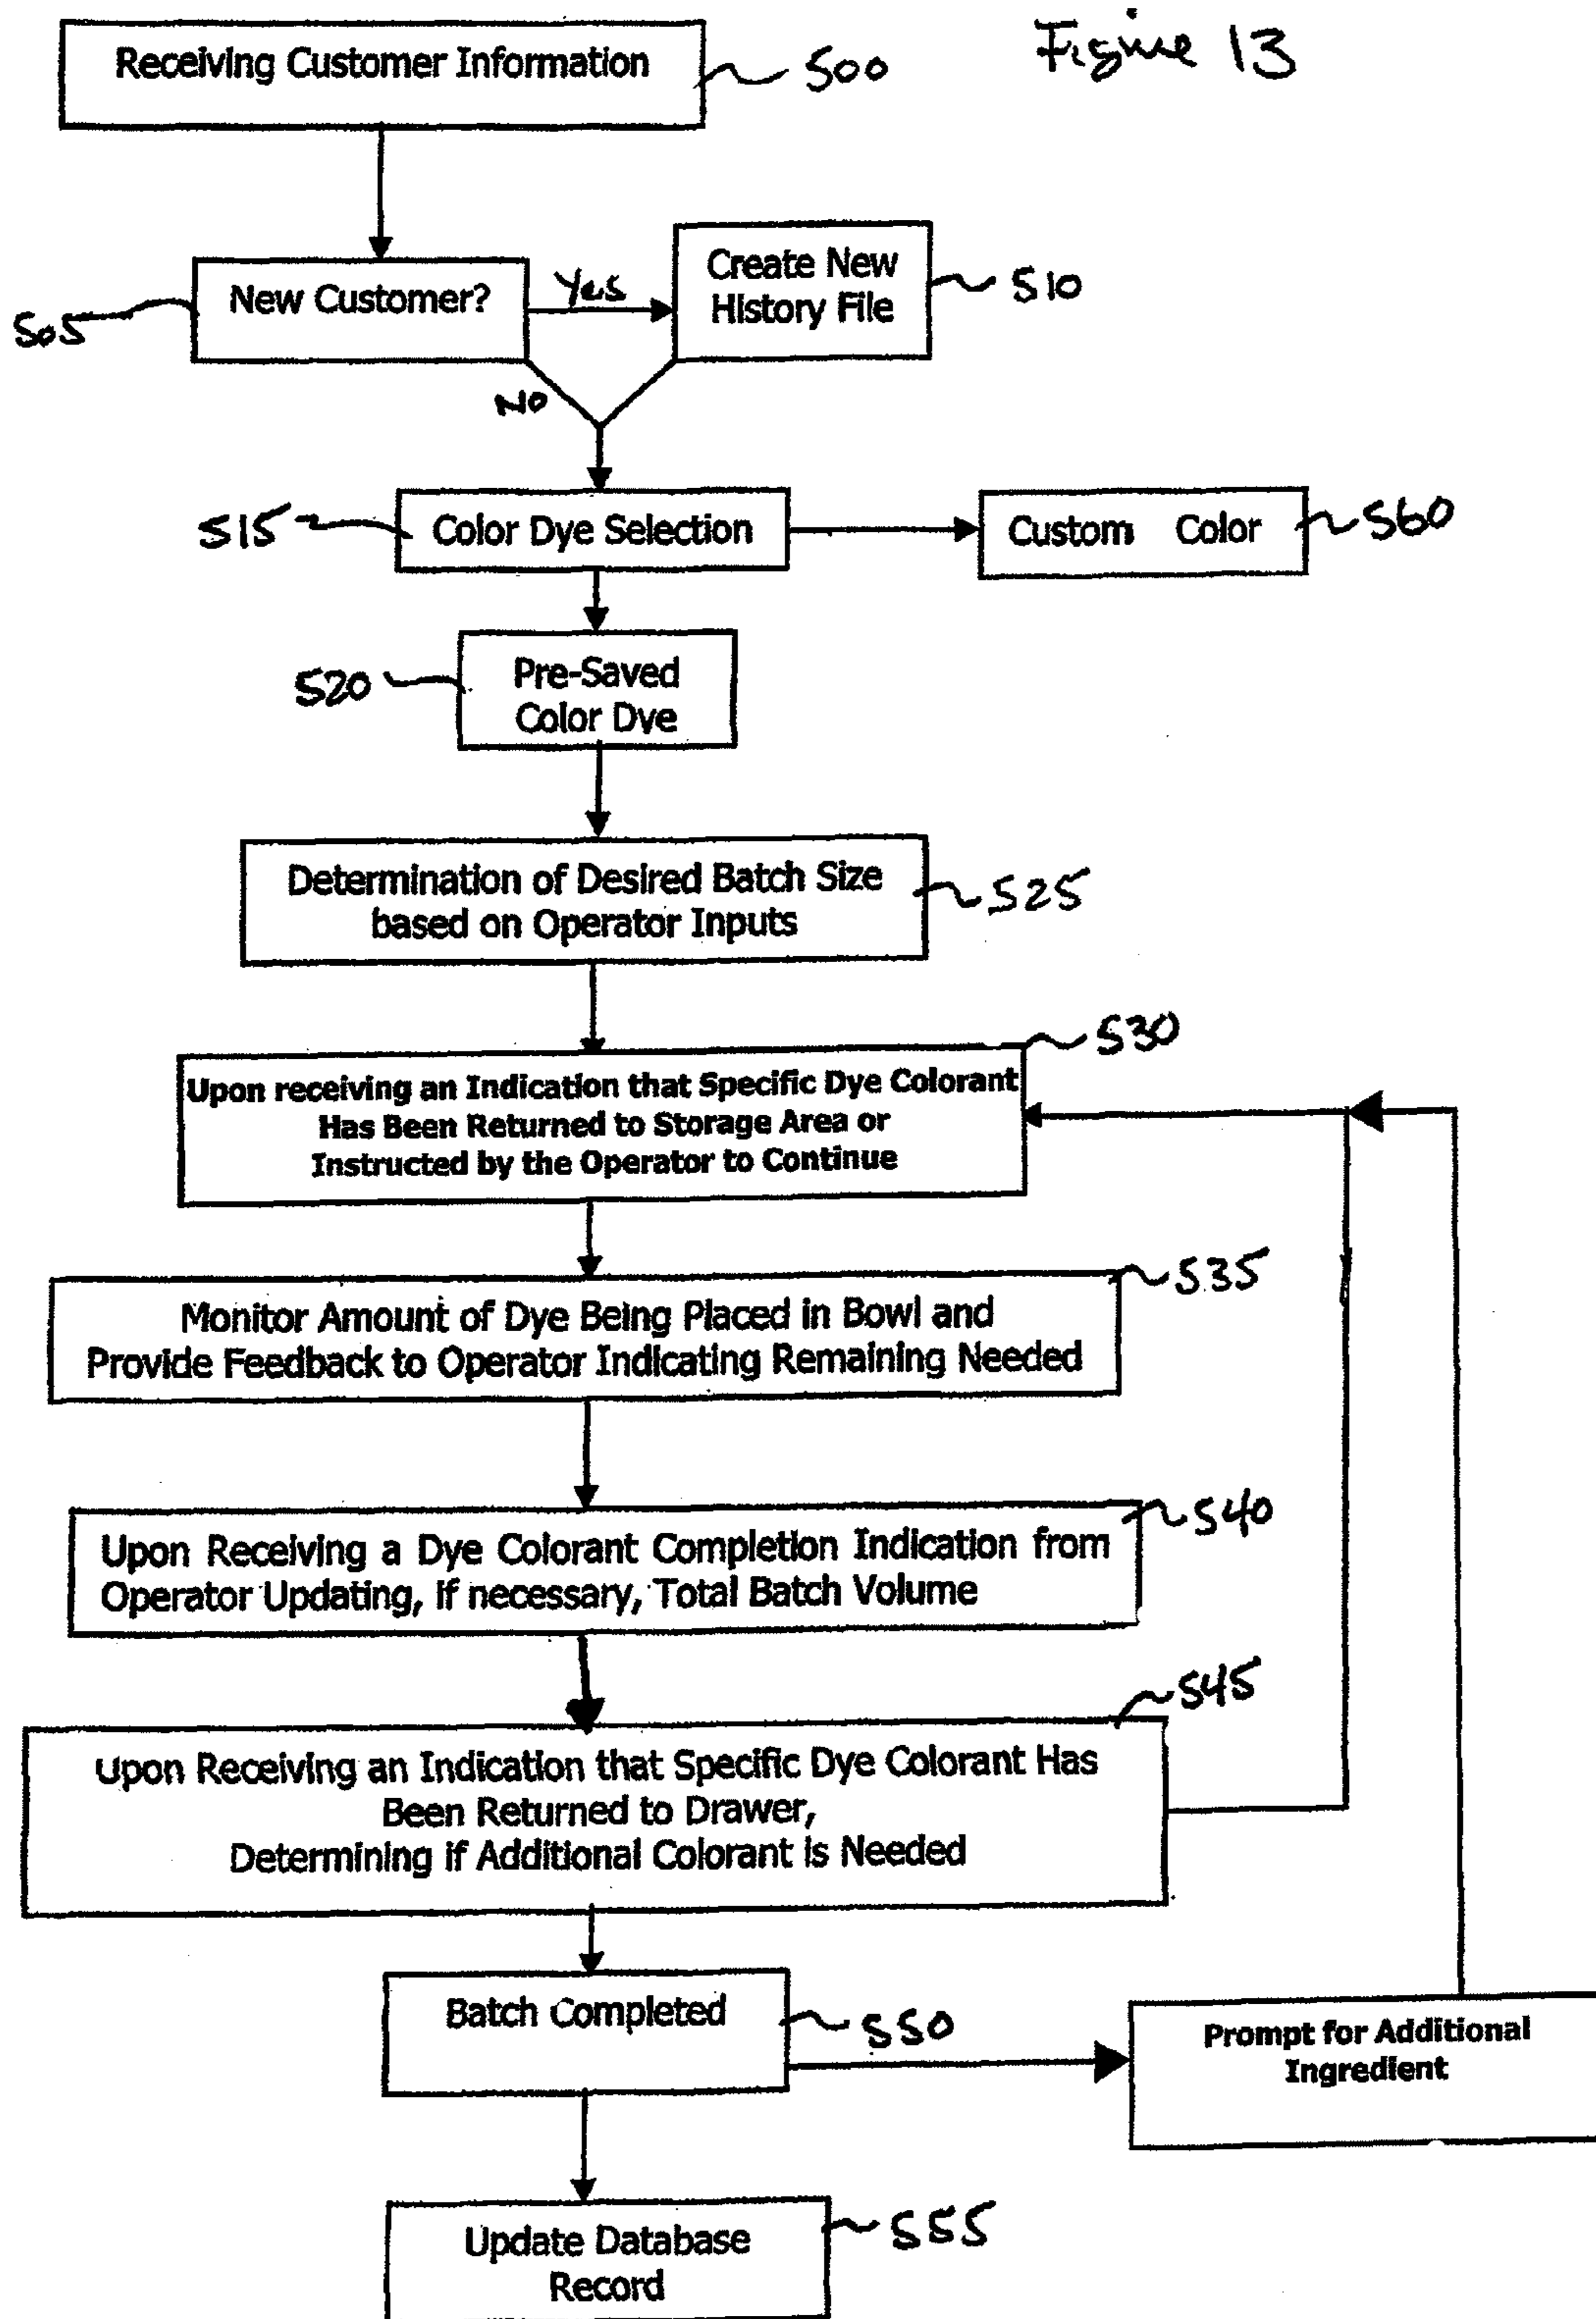 Figure 13
Receiving Customer Information
500
New Customer?
505
Yes
Create New
History File
510
No
Color Dye Selection
515
Custom Color
560
Pre-Saved
Color Dye
520
Determination of Desired Batch Size
based on Operator Inputs
525
530
Upon receiving an Indication that Specific Dye Colorant
Has Been Returned to Storage Area or
Instructed by the Operator to Continue
535
Monitor Amount of Dye Being Placed in Bowl and
Provide Feedback to Operator Indicating Remaining Needed
540
Upon Receiving a Dye Colorant Completion Indication from
Operator Updating, if necessary, Total Batch Volume
545
Upon Receiving an Indication that Specific Dye Colorant Has
Been Returned to Drawer,
Determining if Additional Colorant is Needed
Batch Completed
550
Prompt for Additional
Ingredient
Update Database
Record
555